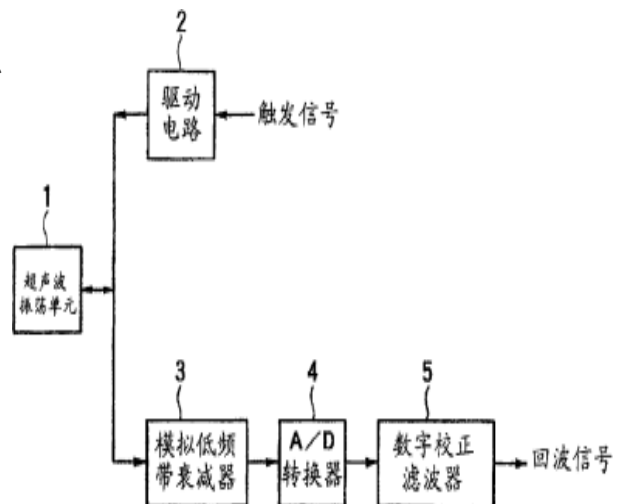 2
驱动
电路
触发信号
1
超声波
振荡单元
3
模拟低频
带衰减器
4
A/D
转换器
5
数字校正
滤波器
回波信号